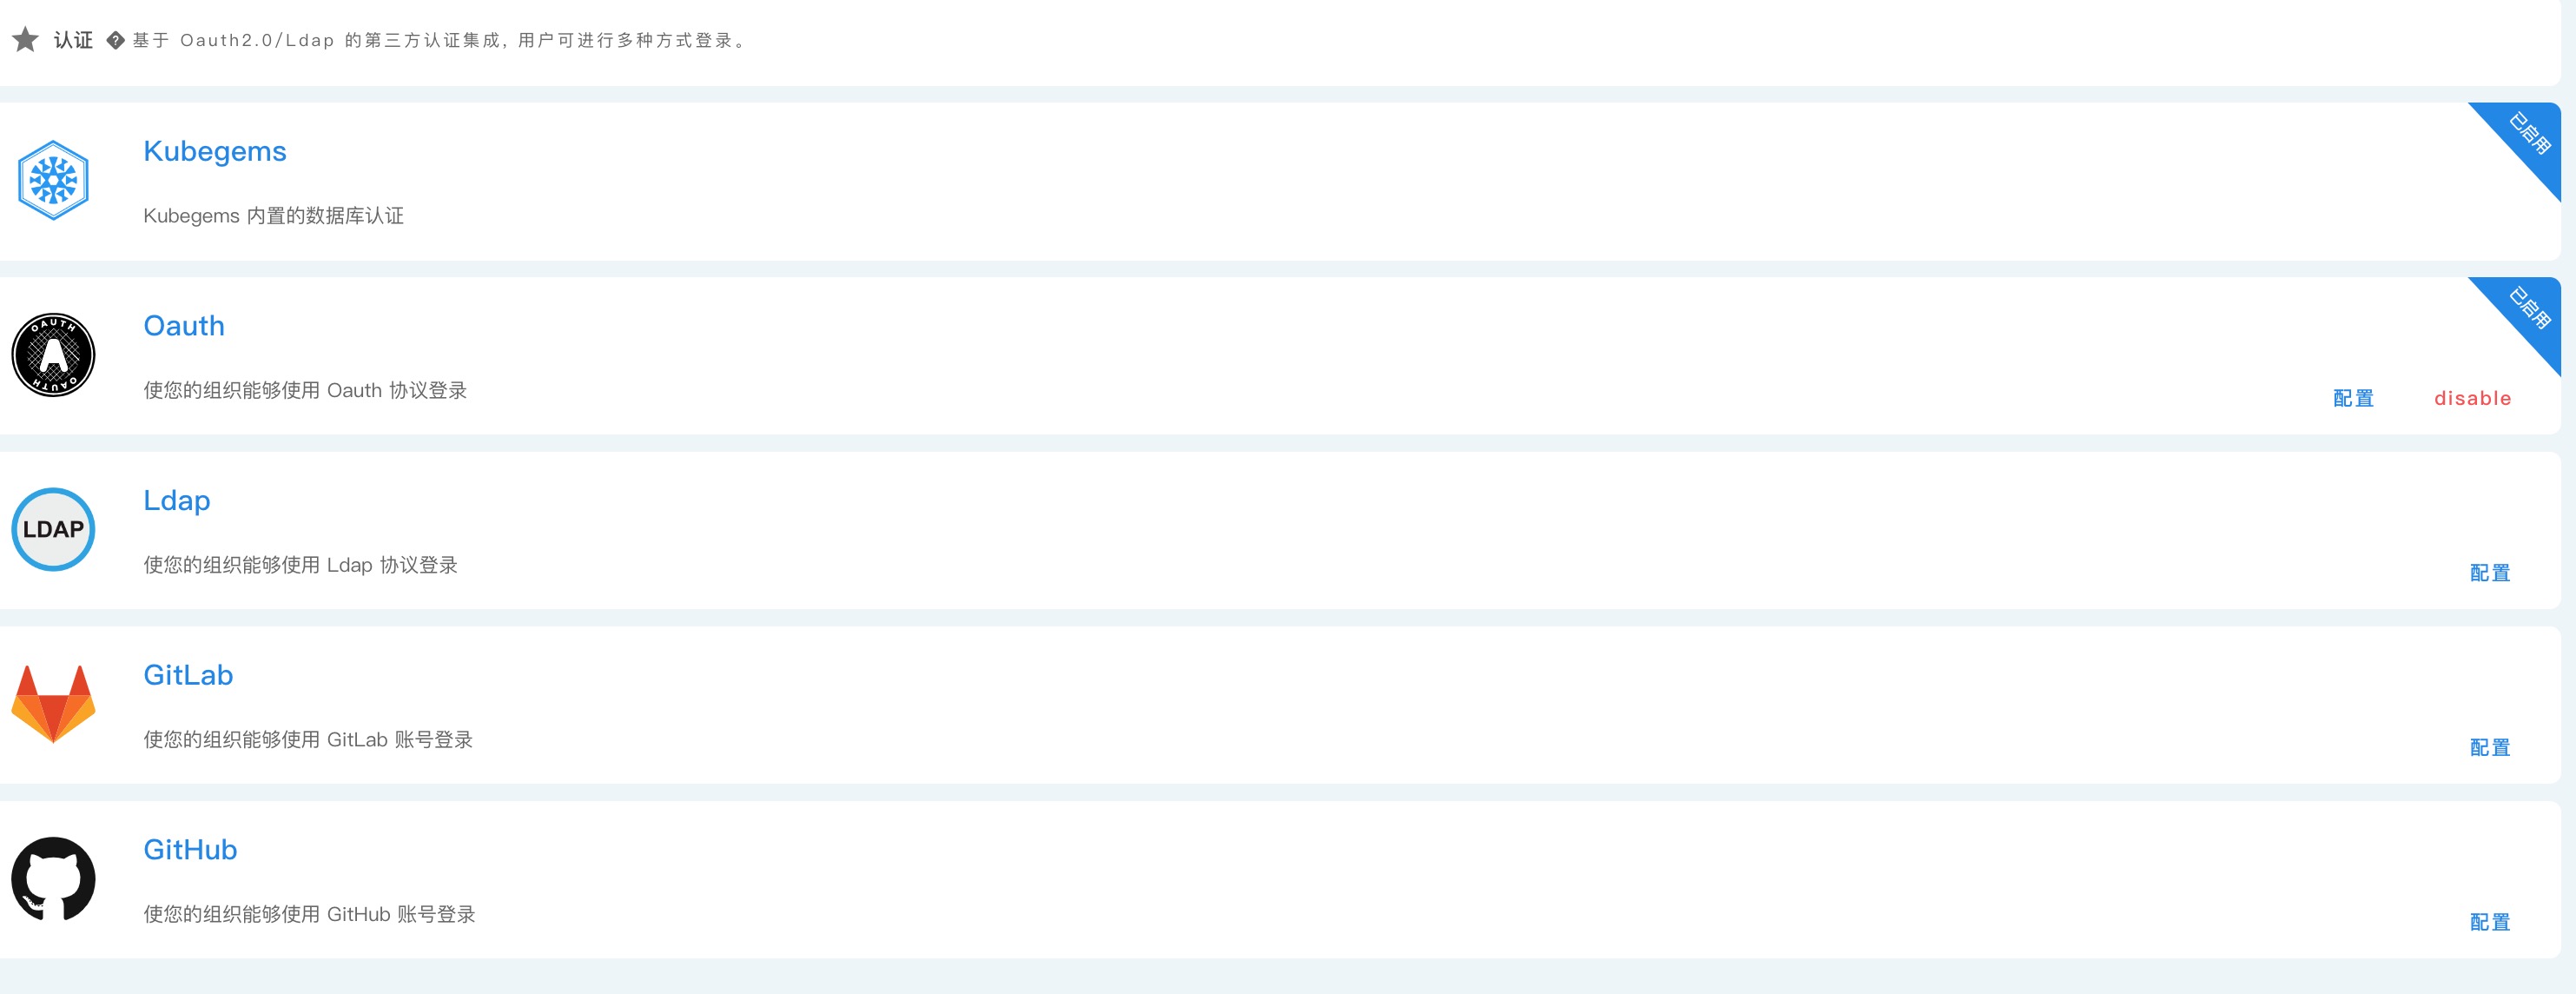 认证 基于 Oauth2.0/Ldap 的第三方认证集成, 用户可进行多种方式登录。
Kubegems
已启用
Kubegems 内置的数据库认证
OAUTH
A
OAUTH
Oauth
已启用
使您的组织能够使用 Oauth 协议登录
配置 disable
LDAP
Ldap
使您的组织能够使用 Ldap 协议登录
配置
GitLab
使您的组织能够使用 GitLab 账号登录
配置
GitHub
使您的组织能够使用 GitHub 账号登录
配置